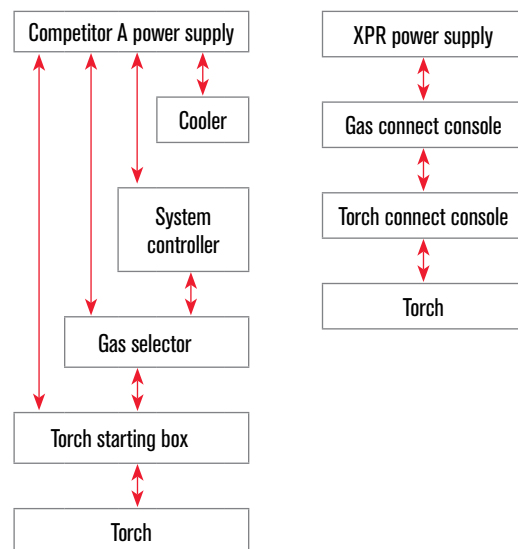 Competitor A power supply
Cooler
System
controller
Gas selector
Torch starting box
Torch
XPR power supply
Gas connect console
Torch connect console
Torch